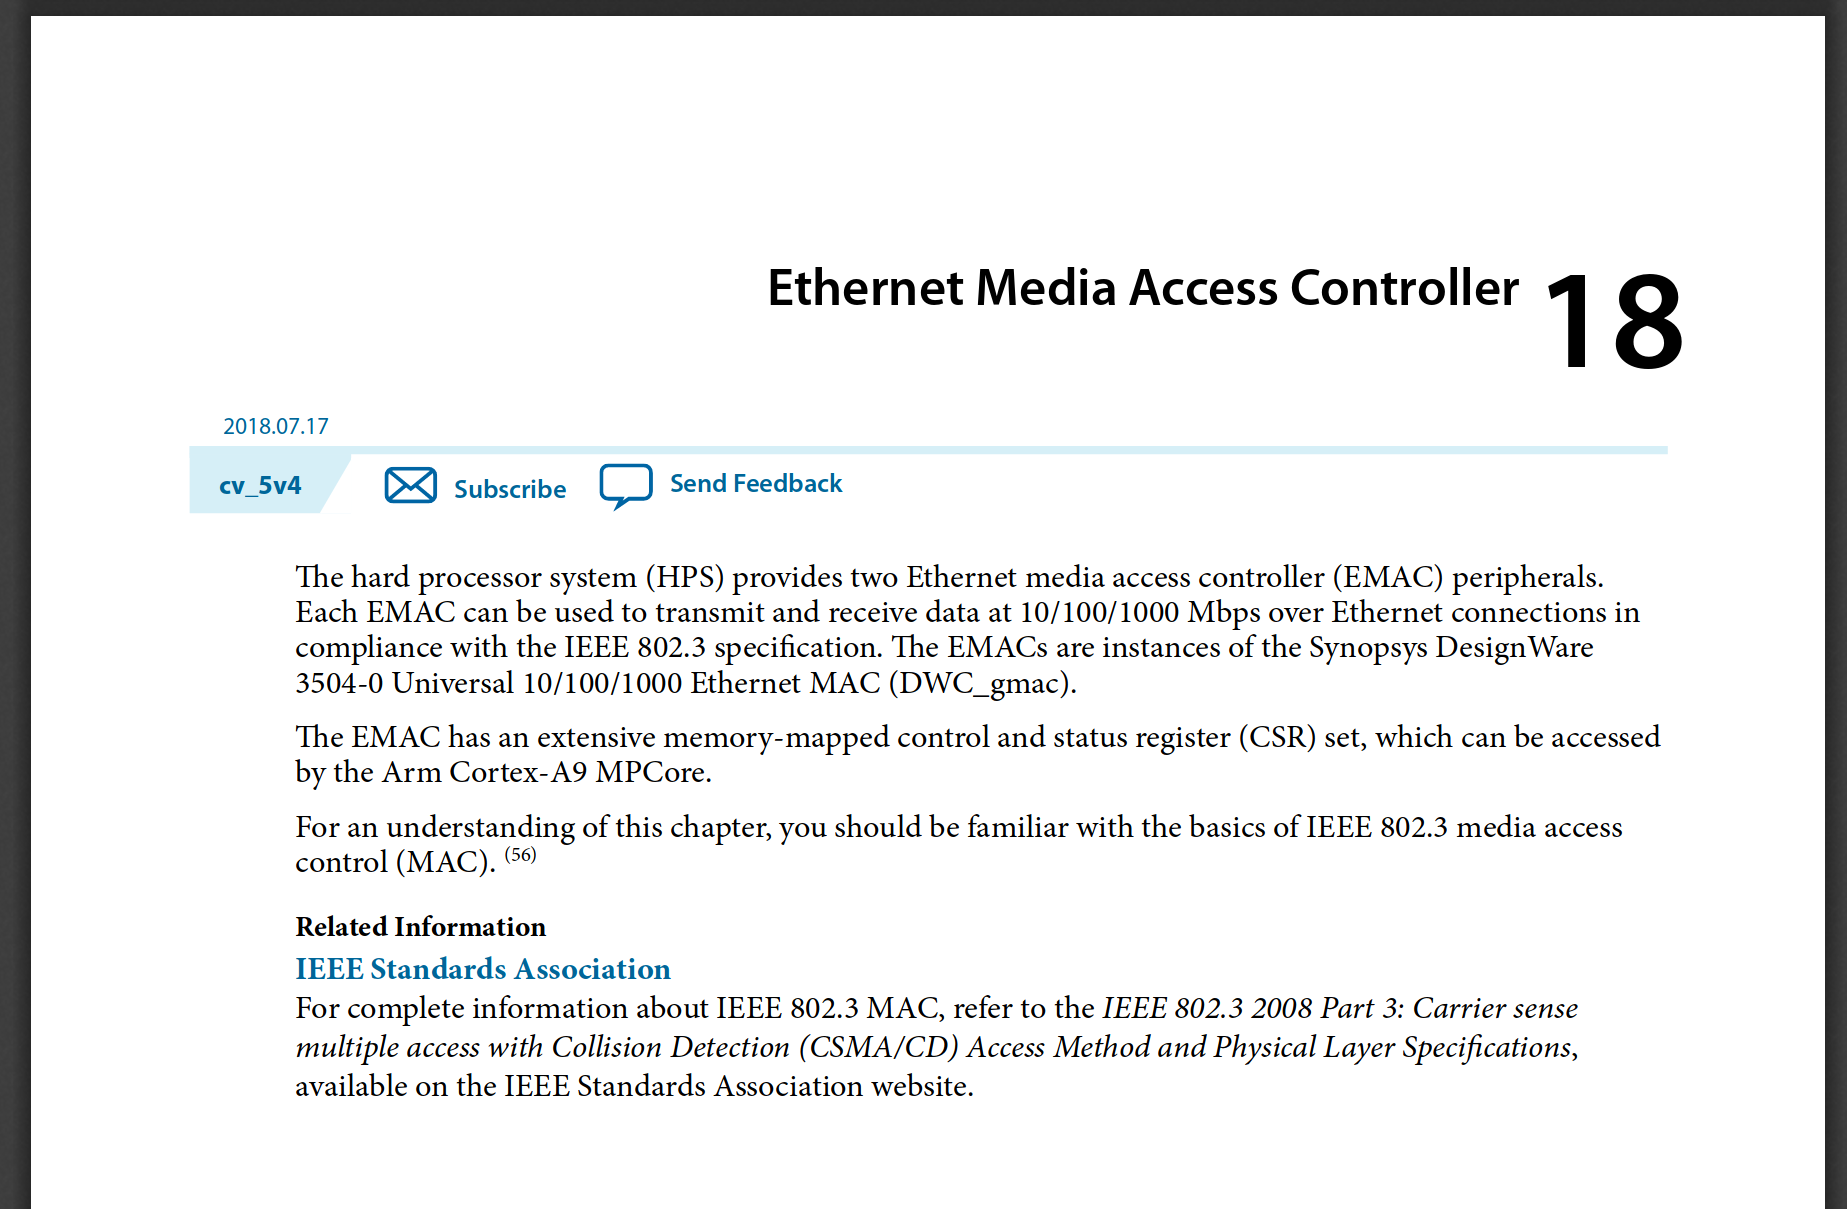 Ethernet Media Access Controller 18
2018.07.17
cv_5v4 Subscribe Send Feedback
The hard processor system (HPS) provides two Ethernet media access controller (EMAC) peripherals.
Each EMAC can be used to transmit and receive data at 10/100/1000 Mbps over Ethernet connections in
compliance with the IEEE 802.3 specification. The EMACs are instances of the Synopsys DesignWare
3504-0 Universal 10/100/1000 Ethernet MAC (DWC_gmac).
The EMAC has an extensive memory-mapped control and status register (CSR) set, which can be accessed
by the Arm Cortex-A9 MPCore.
For an understanding of this chapter, you should be familiar with the basics of IEEE 802.3 media access
control (MAC). (56)
Related Information
IEEE Standards Association
For complete information about IEEE 802.3 MAC, refer to the IEEE 802.3 2008 Part 3: Carrier sense
multiple access with Collision Detection (CSMA/CD) Access Method and Physical Layer Specifications,
available on the IEEE Standards Association website.